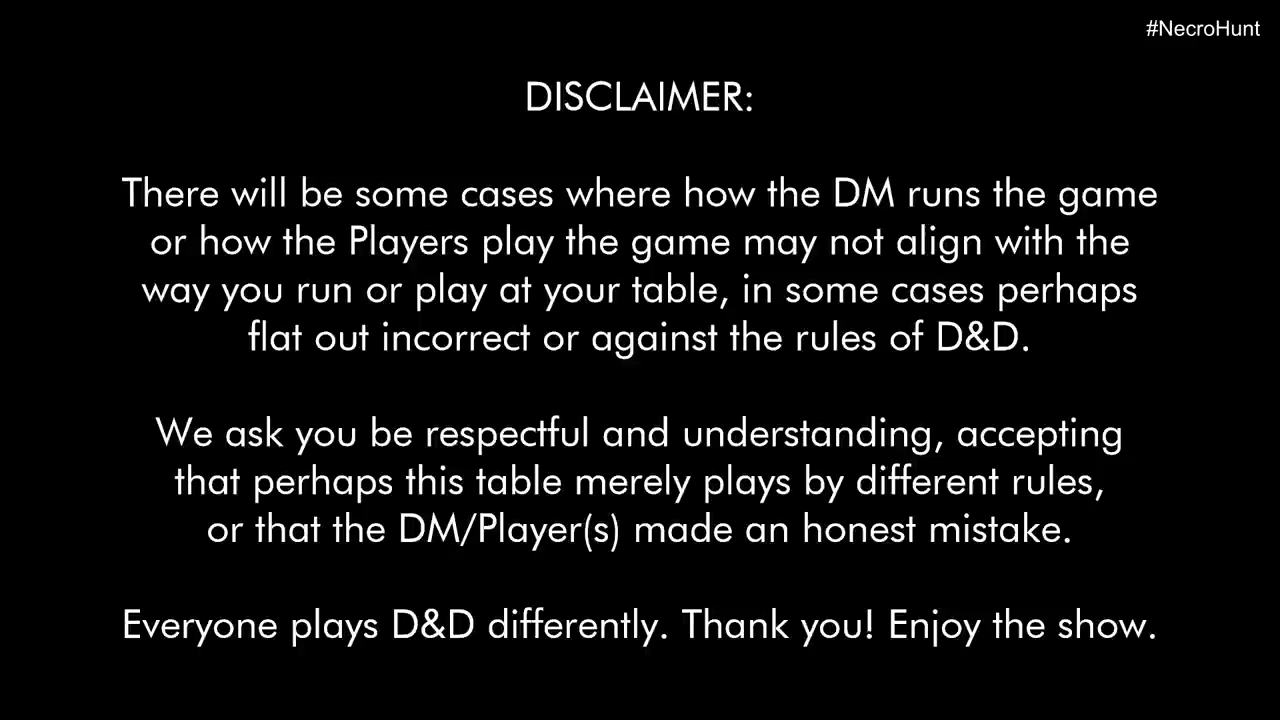 #NecroHunt
DISCLAIMER:
There will be some cases where how the DM runs the game
or how the Players play the game may not align with the
way you run or play at your table, in some cases perhaps
flat out incorrect or against the rules of D&D.
We ask you be respectful and understanding, accepting
that perhaps this table merely plays by different rules,
or that the DM/Player(s) made an honest mistake.
Everyone plays D&D differently. Thank you! Enjoy the show.